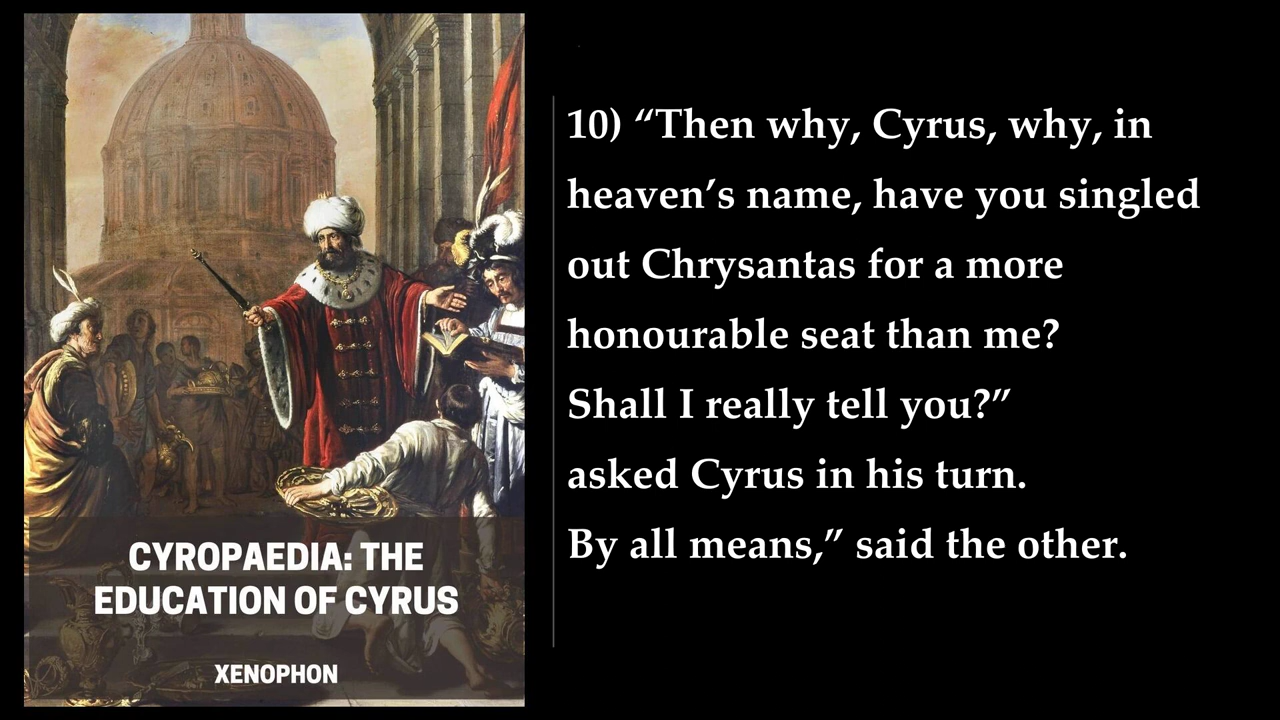 CYROPAEDIA: THE
EDUCATION OF CYRUS
XENOPHON
10) “Then why, Cyrus, why, in
heaven’s name, have you singled
out Chrysantas for a more
honourable seat than me?
Shall I really tell you?”
asked Cyrus in his turn.
By all means,” said the other.